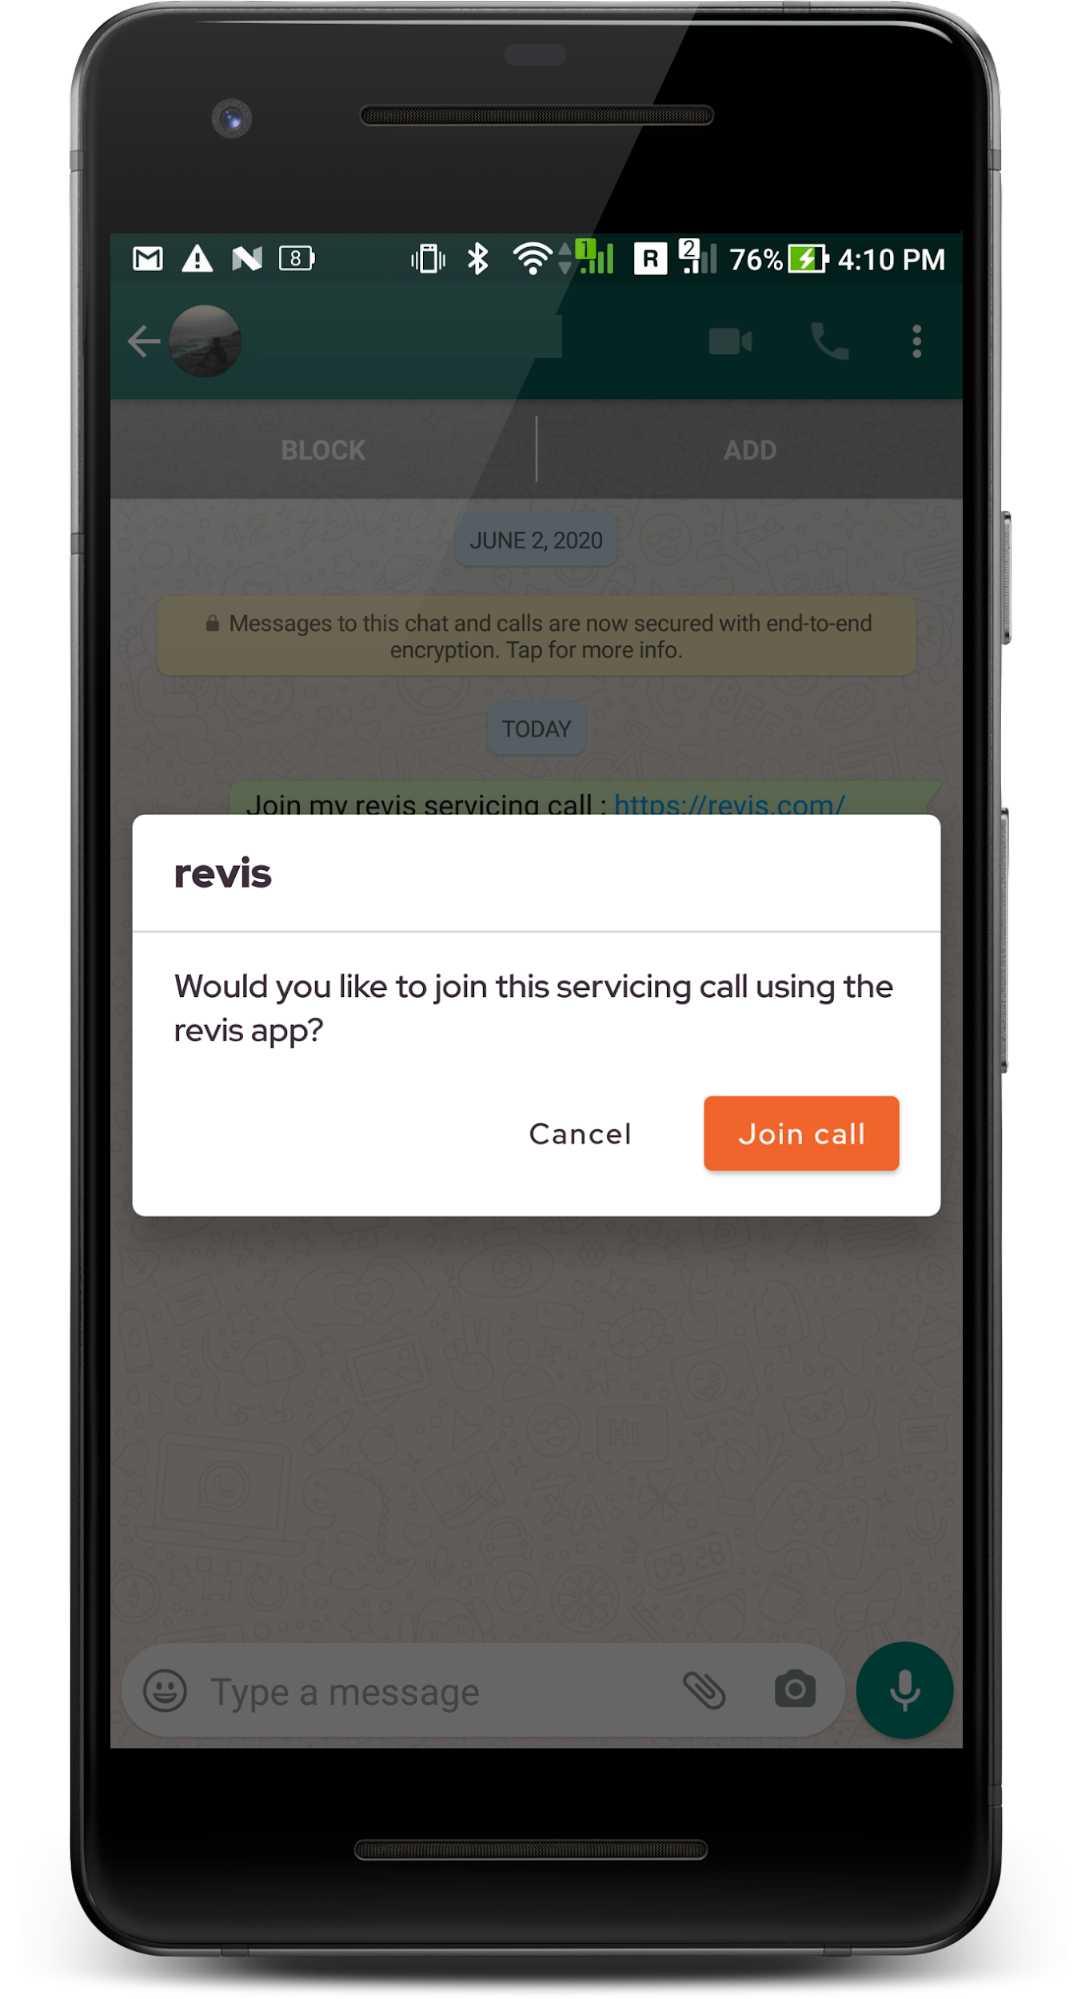 8 1 R 2 76% 4:10 PM
BLOCK ADD
JUNE 2, 2020
Messages to this chat and calls are now secured with end-to-end
encryption. Tap for more info.
TODAY
Join my revis servicing call : https://revis.com/
revis
Would you like to join this servicing call using the
revis app?
Cancel Join call
Hi
09:28
Type a message